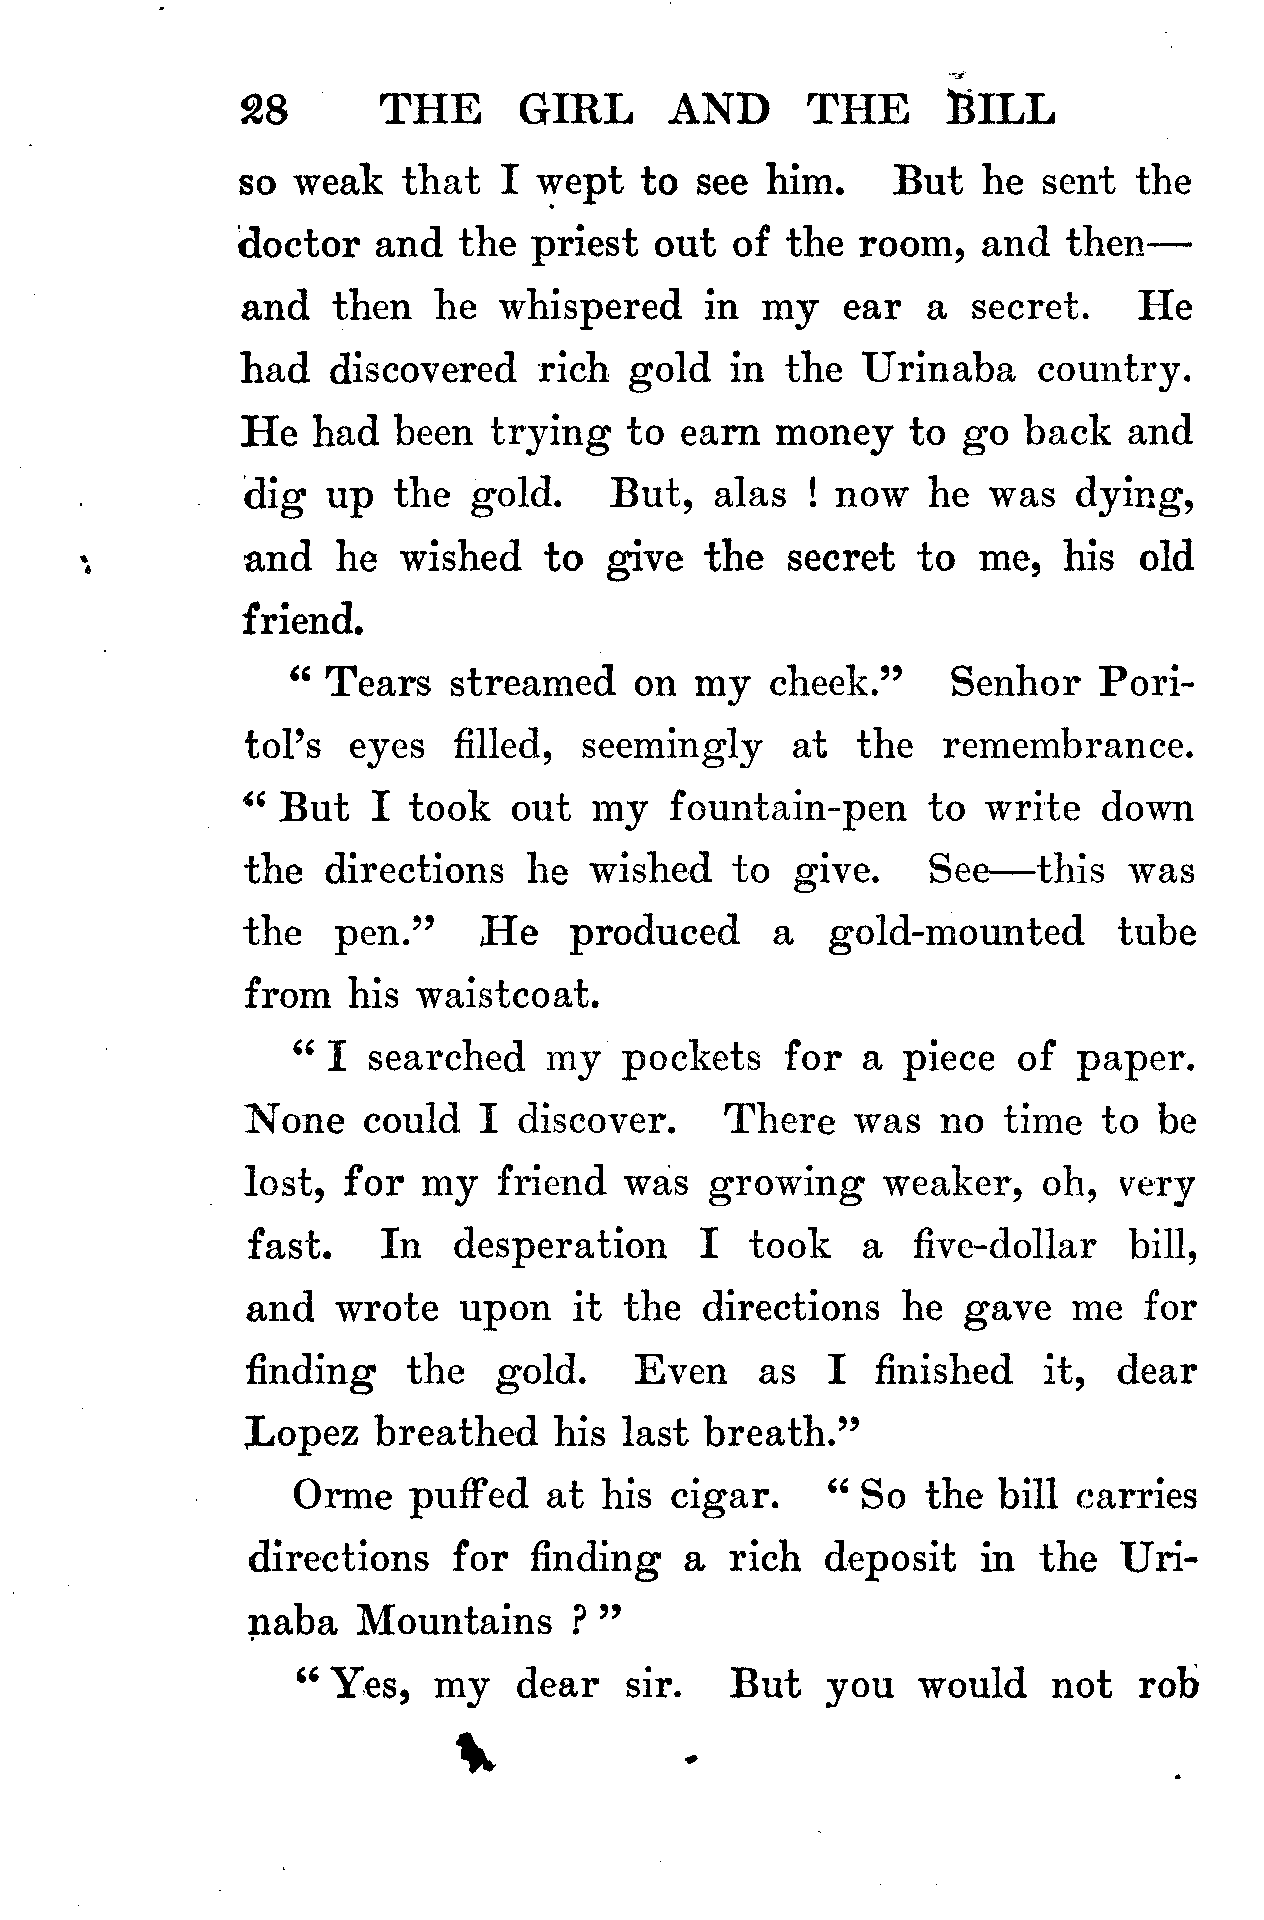 28 THE GIRL AND THE BILL
so weak that I wept to see him. But he sent the
doctor and the priest out of the room, and then—
and then he whispered in my ear a secret. He
had discovered rich gold in the Urinaba country.
He had been trying to earn money to go back and
dig up the gold. But, alas ! now he was dying,
and he wished to give the secret to me, his old
friend.
“ Tears streamed on my cheek.” Senhor Pori-
tol’s eyes filled, seemingly at the remembrance.
“ But I took out my fountain-pen to write down
the directions he wished to give. See—this was
the pen.” He produced a gold-mounted tube
from his waistcoat.
“ I searched my pockets for a piece of paper.
None could I discover. There was no time to be
lost, for my friend was growing weaker, oh, very
fast. In desperation I took a five-dollar bill,
and wrote upon it the directions he gave me for
finding the gold. Even as I finished it, dear
Lopez breathed his last breath.”
Orme puffed at his cigar. “ So the bill carries
directions for finding a rich deposit in the Uri-
naba Mountains ? ”
“ Yes, my dear sir. But you would not rob